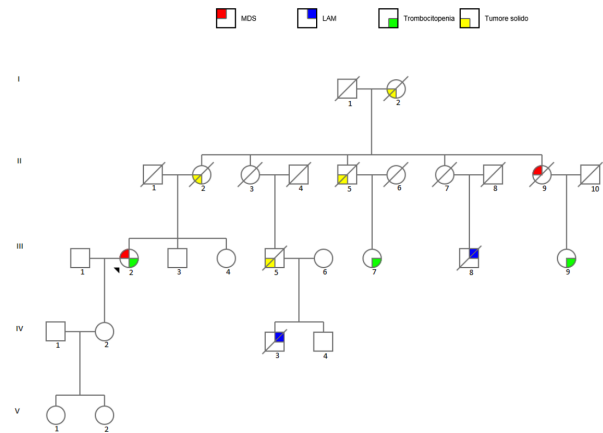 MDS LAM Trombocitopenia Tumore solido
I
1 2
II
1 2 3 4 5 6 7 8 9 10
III
1 2 3 4 5 6 7 8 9
IV
1 2 3 4
V
1 2